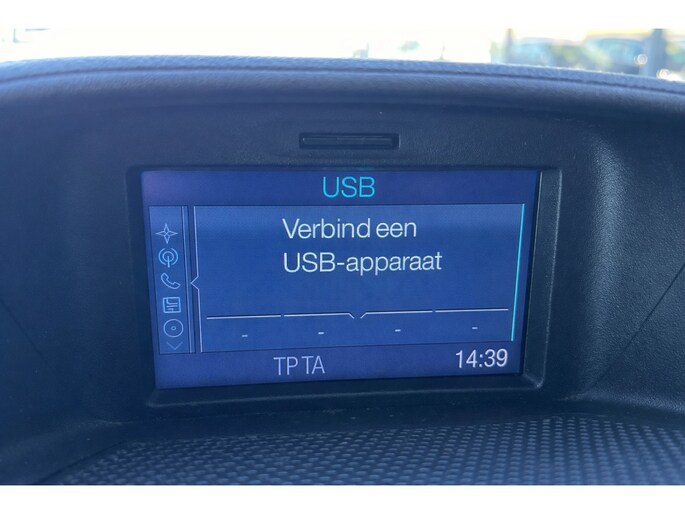 USB
Verbind een
USB-apparaat
- - - -
TP TA 14:39